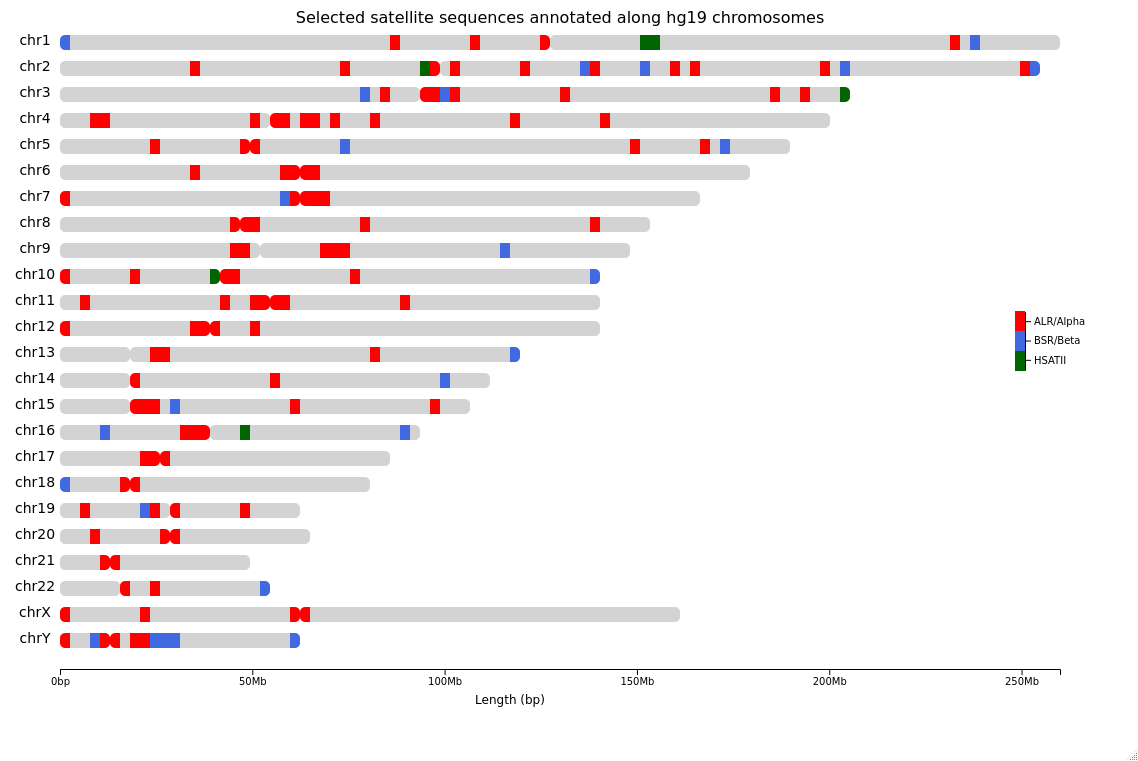 Selected satellite sequences annotated along hg19 chromosomes
chr1
chr2
chr3
chr4
chr5
chr6
chr7
chr8
chr9
chr10
chr11
chr12
chr13
chr14
chr15
chr16
chr17
chr18
chr19
chr20
chr21
chr22
chrX
chrY
ALR/Alpha
BSR/Beta
HSATII
0bp 50Mb 100Mb 150Mb 200Mb 250Mb
Length (bp)